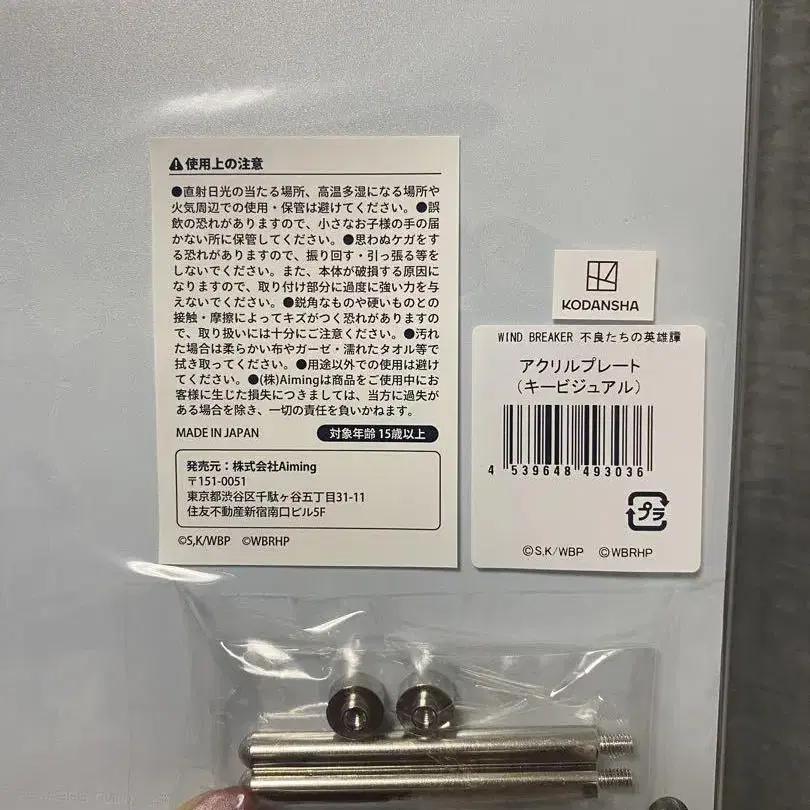 ⚠使用上の注意
●直射日光の当たる場所、高温多湿になる場所や
火気周辺での使用・保管は避けてください。●誤
飲の恐れがありますので、小さなお子様の手の届
かない所に保管してください。●思わぬケガをす
る恐れがありますので、振り回す・引っ張る等を
しないでください。また、本体が破損する原因に
なりますので、取り付け部分に過度に強い力を与
えないでください。●鋭角なものや硬いものとの
接触・摩擦によってキズがつく恐れがありますの
で、取り扱いには十分にご注意ください。●汚れ
た場合は柔らかい布やガーゼ・濡れたタオル等で
拭き取ってください。●用途以外での使用は避け
てください。●(株)Aimingは商品をご使用中にお
客様に生じた損失につきましては、当方に過失が
ある場合を除き、一切の責任を負いかねます。
MADE IN JAPAN 対象年齢 15歳以上
発売元：株式会社Aiming
〒151-0051
東京都渋谷区千駄ヶ谷五丁目31-11
住友不動産新宿南口ビル5F
©S,K/WBP ©WBRHP
KODANSHA
WIND BREAKER 不良たちの英雄譚
アクリルプレート
（キービジュアル）
4 539648 493036
プラ
©S,K/WBP ©WBRHP